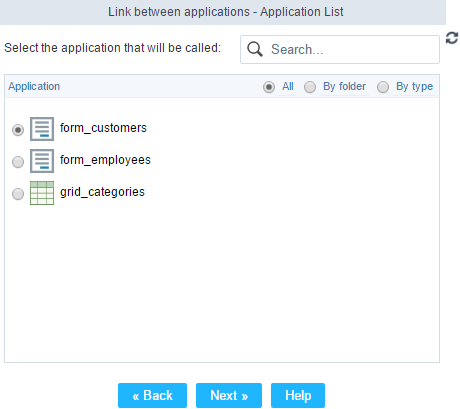 Link between applications - Application List
Select the application that will be called: Search...
Application All By folder By type
form_customers
form_employees
grid_categories
« Back Next » Help